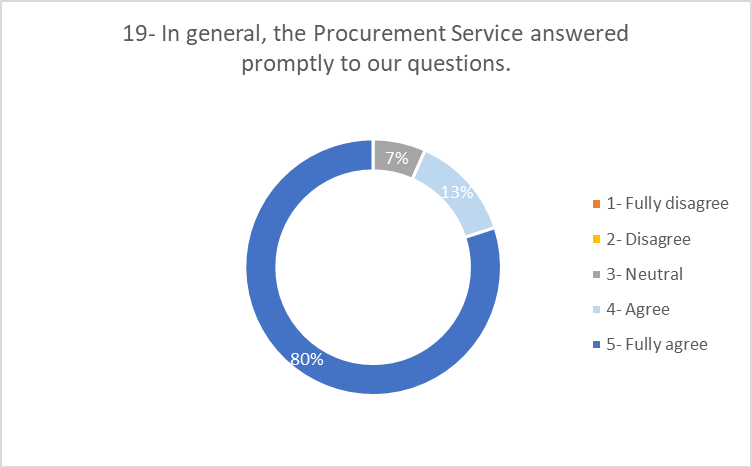 19- In general, the Procurement Service answered
promptly to our questions.
7%
13%
80%
1- Fully disagree
2- Disagree
3- Neutral
4- Agree
5- Fully agree